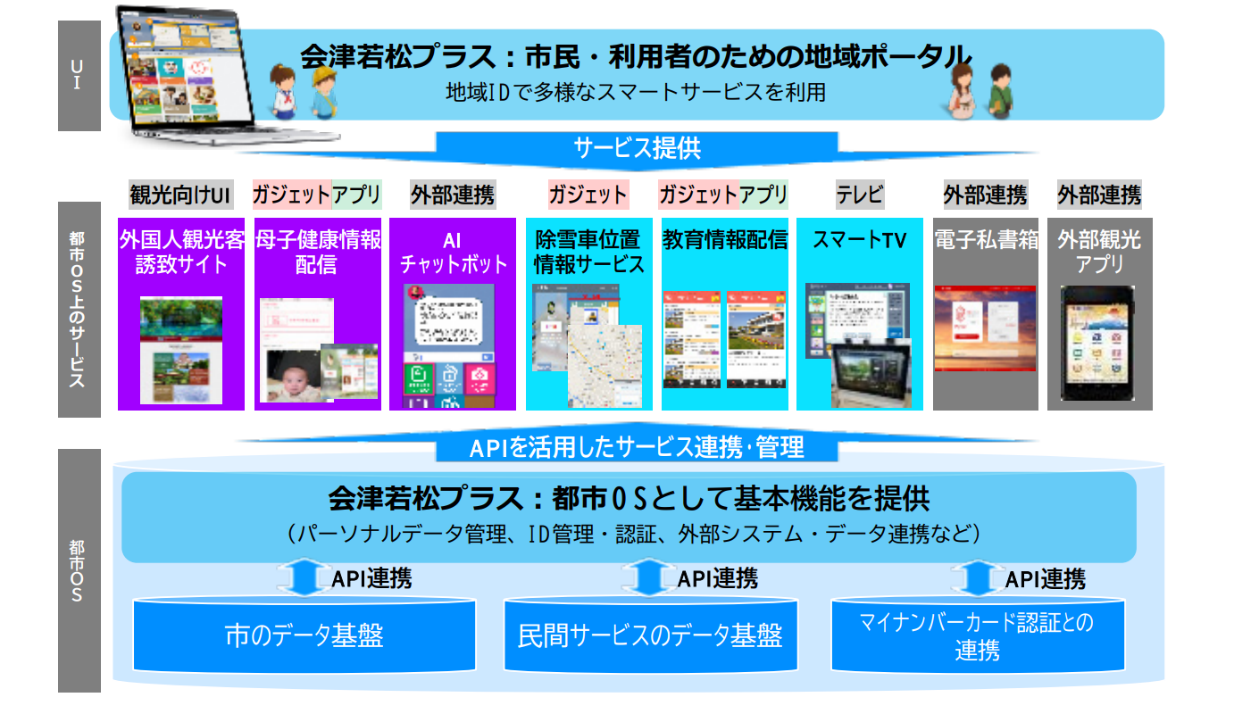 UI
会津若松プラス：市民・利用者のための地域ポータル
地域IDで多様なスマートサービスを利用
サービス提供
都市OS上のサービス
観光向けUI
ガジェットアプリ
外部連携
ガジェット
ガジェットアプリ
テレビ
外部連携
外部連携
外国人観光客
誘致サイト
母子健康情報
配信
AI
チャットボット
除雪車位置
情報サービス
教育情報配信
スマートTV
電子私書箱
外部観光
アプリ
APIを活用したサービス連携・管理
都市OS
会津若松プラス：都市OSとして基本機能を提供
（パーソナルデータ管理、ID管理・認証、外部システム・データ連携など）
API連携
API連携
API連携
市のデータ基盤
民間サービスのデータ基盤
マイナンバーカード認証との
連携